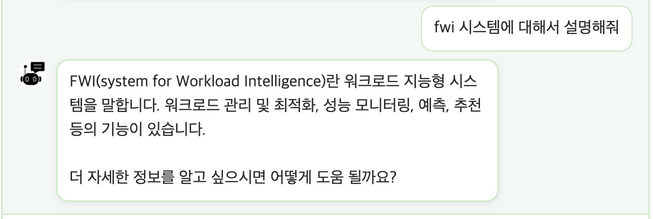 fwi 시스템에 대해서 설명해줘
FWI(system for Workload Intelligence)란 워크로드 지능형 시스
템을 말합니다. 워크로드 관리 및 최적화, 성능 모니터링, 예측, 추천
등의 기능이 있습니다.
더 자세한 정보를 알고 싶으시면 어떻게 도움 될까요?